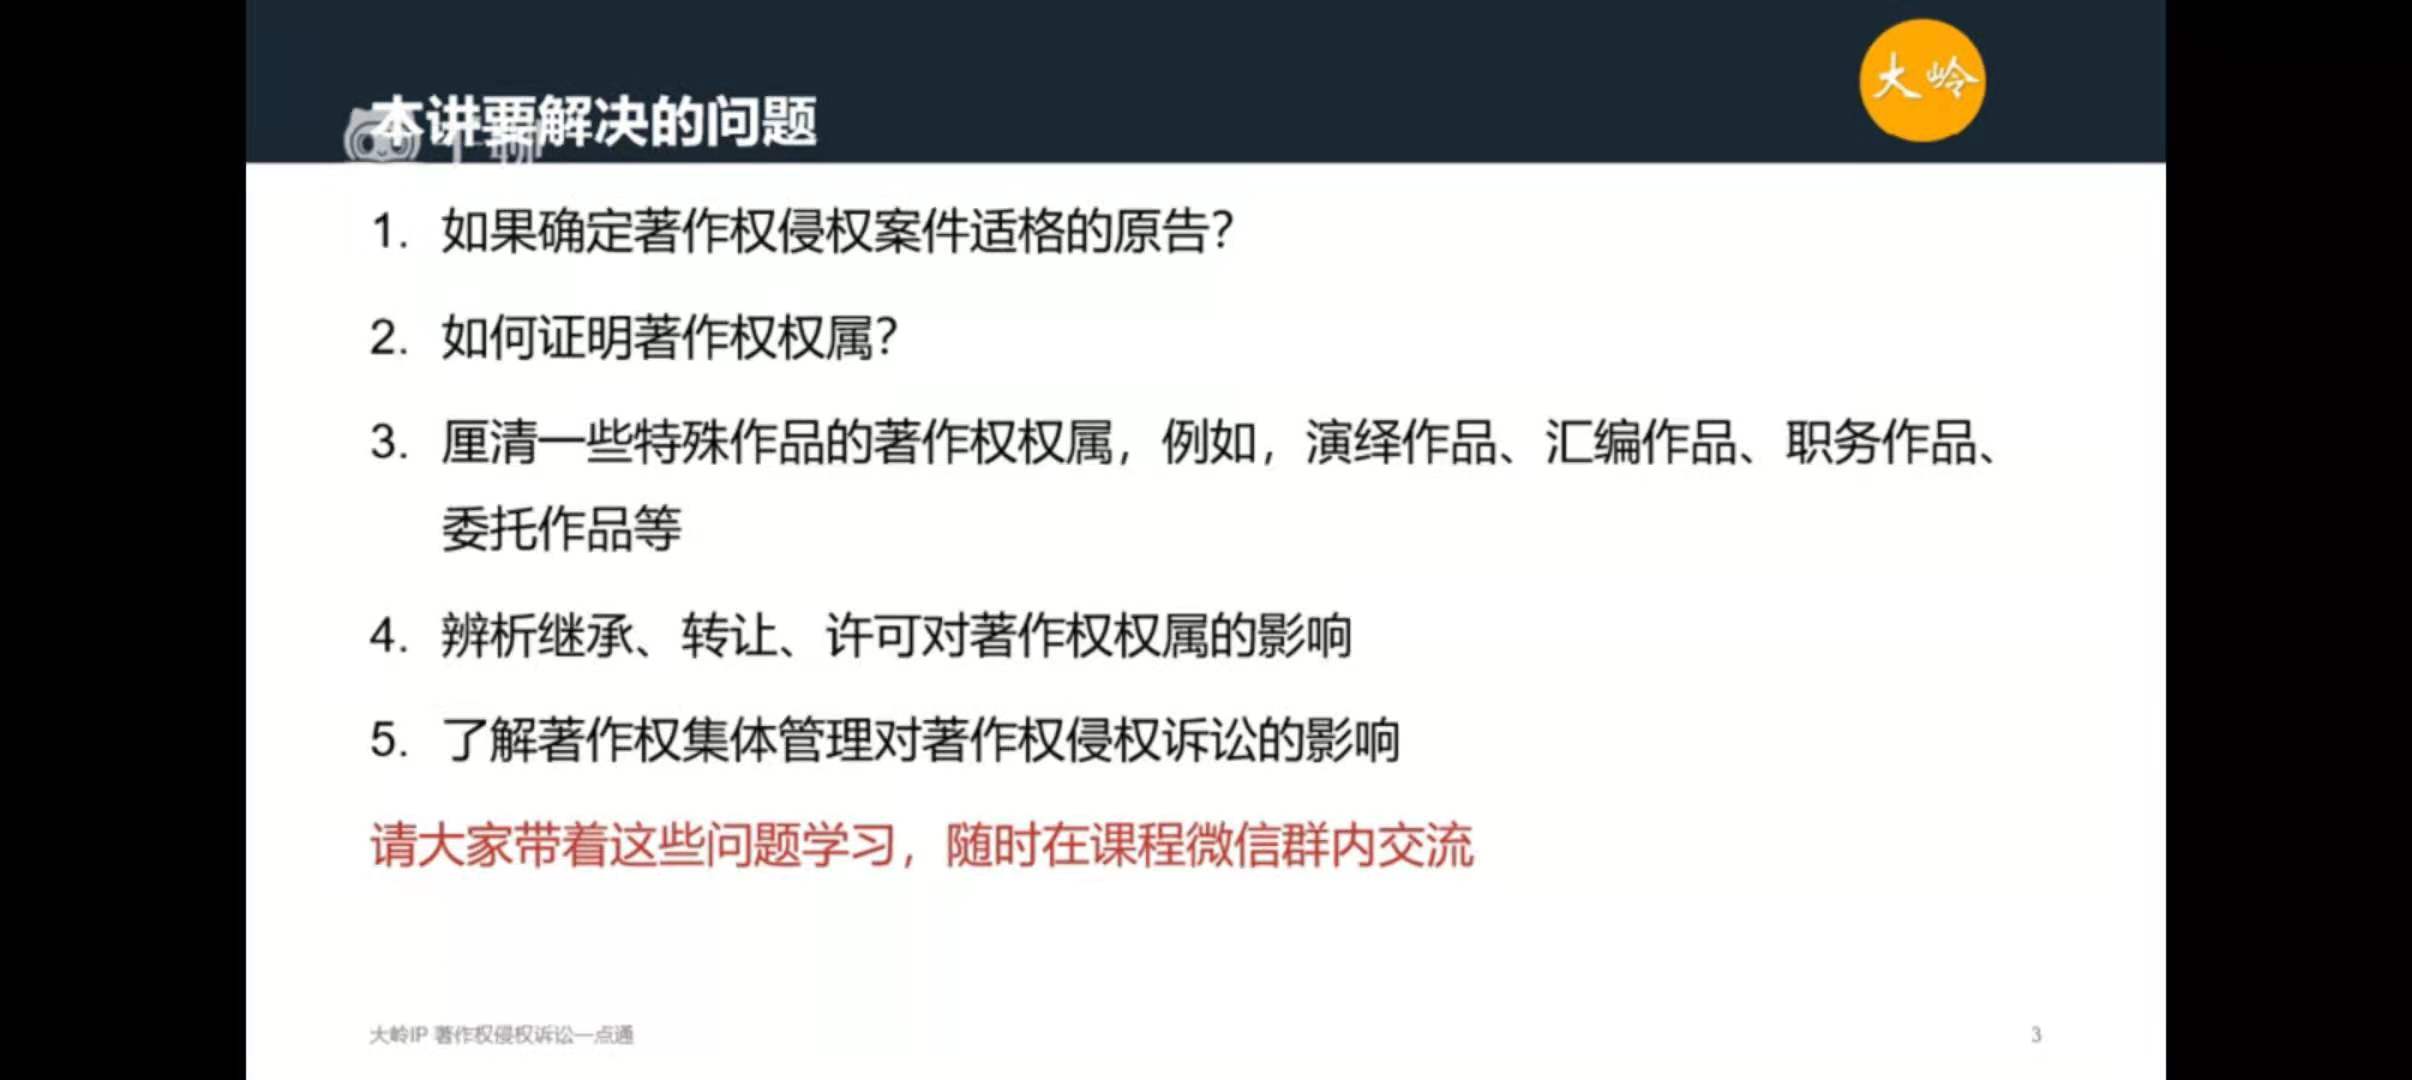 本讲要解决的问题
大岭
1. 如果确定著作权侵权案件适格的原告？
2. 如何证明著作权权属？
3. 厘清一些特殊作品的著作权权属，例如，演绎作品、汇编作品、职务作品、
委托作品等
4. 辨析继承、转让、许可对著作权权属的影响
5. 了解著作权集体管理对著作权侵权诉讼的影响
请大家带着这些问题学习，随时在课程微信群内交流
大岭IP 著作权侵权诉讼一点通
3